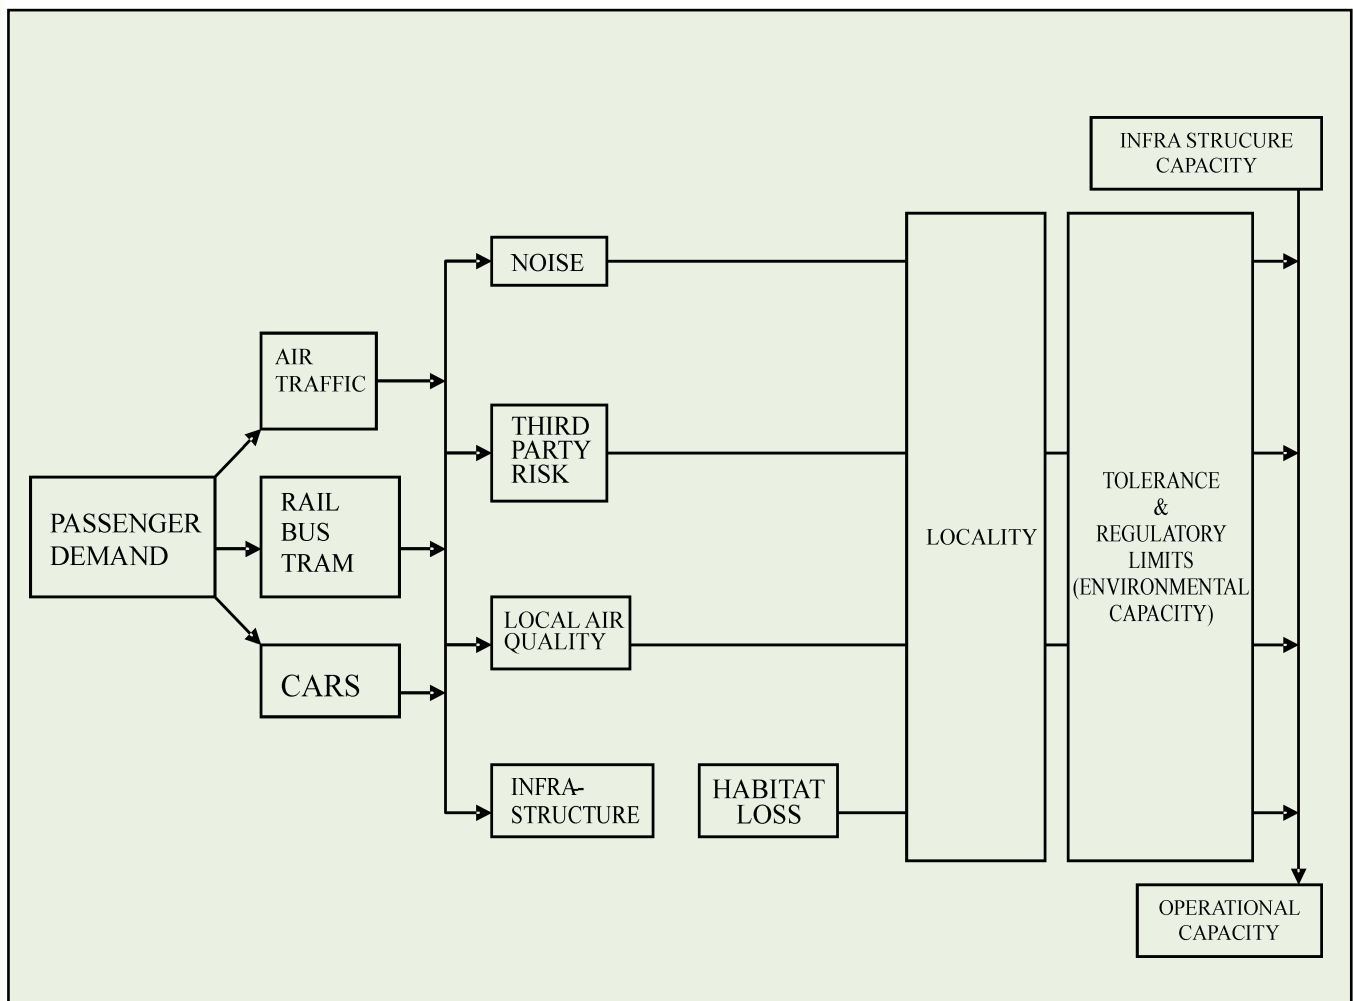 INFRA STRUCURE
CAPACITY
NOISE
AIR
TRAFFIC
THIRD
PARTY
RISK
PASSENGER
DEMAND
RAIL
BUS
TRAM
LOCALITY
TOLERANCE
&
REGULATORY
LIMITS
(ENVIRONMENTAL
CAPACITY)
LOCAL AIR
QUALITY
CARS
INFRA-
STRUCTURE
HABITAT
LOSS
OPERATIONAL
CAPACITY